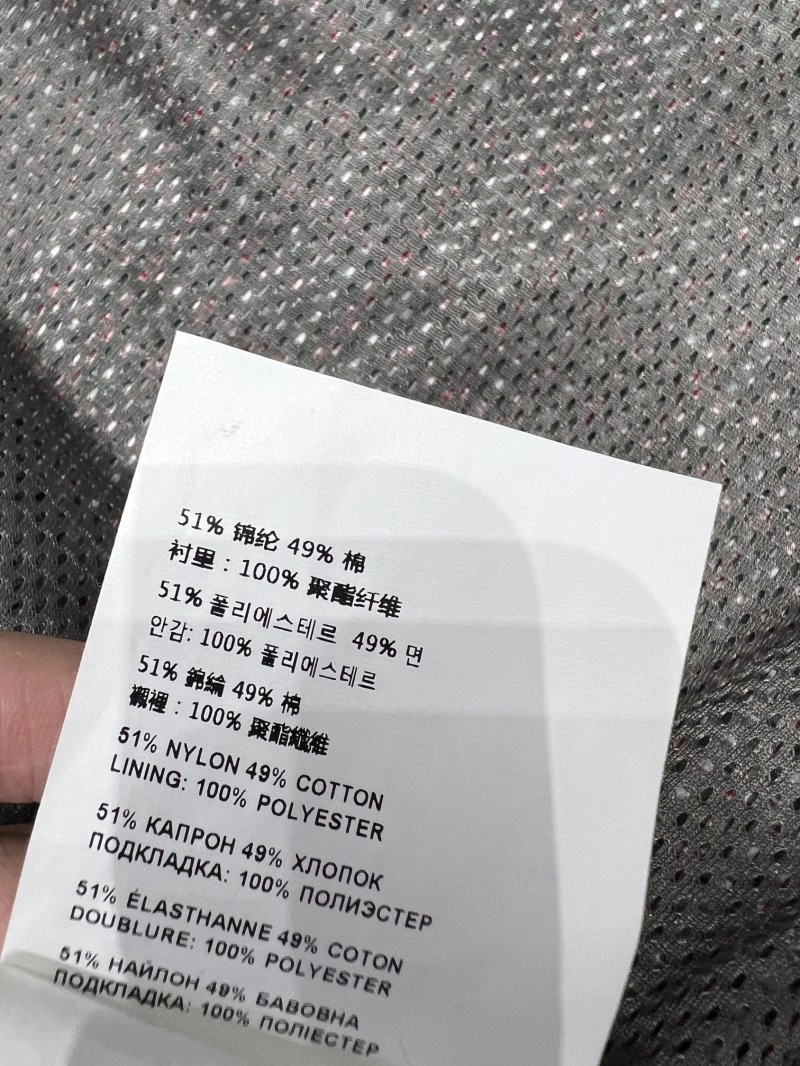 51% 锦纶 49% 棉
衬里：100% 聚酯纤维
51% 폴리에스테르 49% 면
안감: 100% 폴리에스테르
51% 錦綸 49% 棉
襯裡：100% 聚酯纖維
51% NYLON 49% COTTON
LINING: 100% POLYESTER
51% КАПРОН 49% ХЛОПОК
ПОДКЛАДКА: 100% ПОЛИЭСТЕР
51% ÉLASTHANNE 49% COTON
DOUBLURE: 100% POLYESTER
51% НАЙЛОН 49% БАВОВНА
ПОДКЛАДКА: 100% ПОЛІЕСТЕР